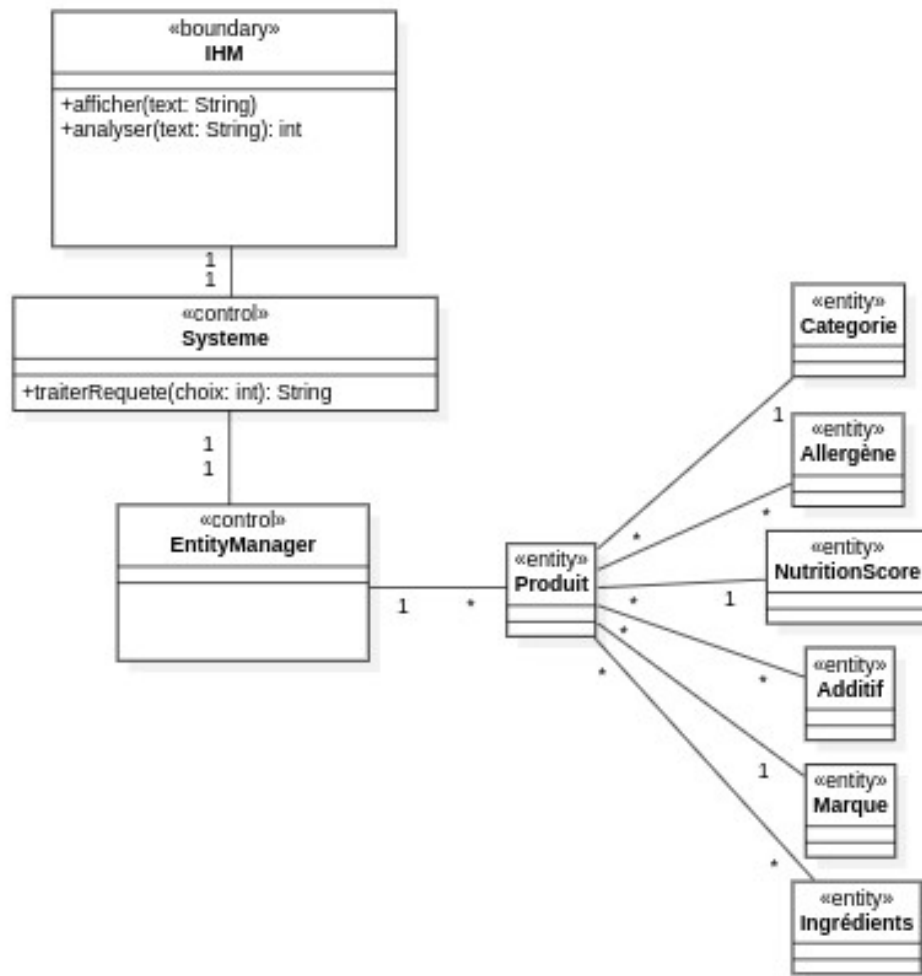 «boundary»
IHM
+afficher(text: String)
+analyser(text: String): int
1
1
«control»
Systeme
+traiterRequete(choix: int): String
1
1
«control»
EntityManager
1
*
«entity»
Produit
*
*
*
*
«entity»
Categorie
1
«entity»
Allergène
*
«entity»
NutritionScore
1
«entity»
Additif
*
«entity»
Marque
1
«entity»
Ingrédients
*